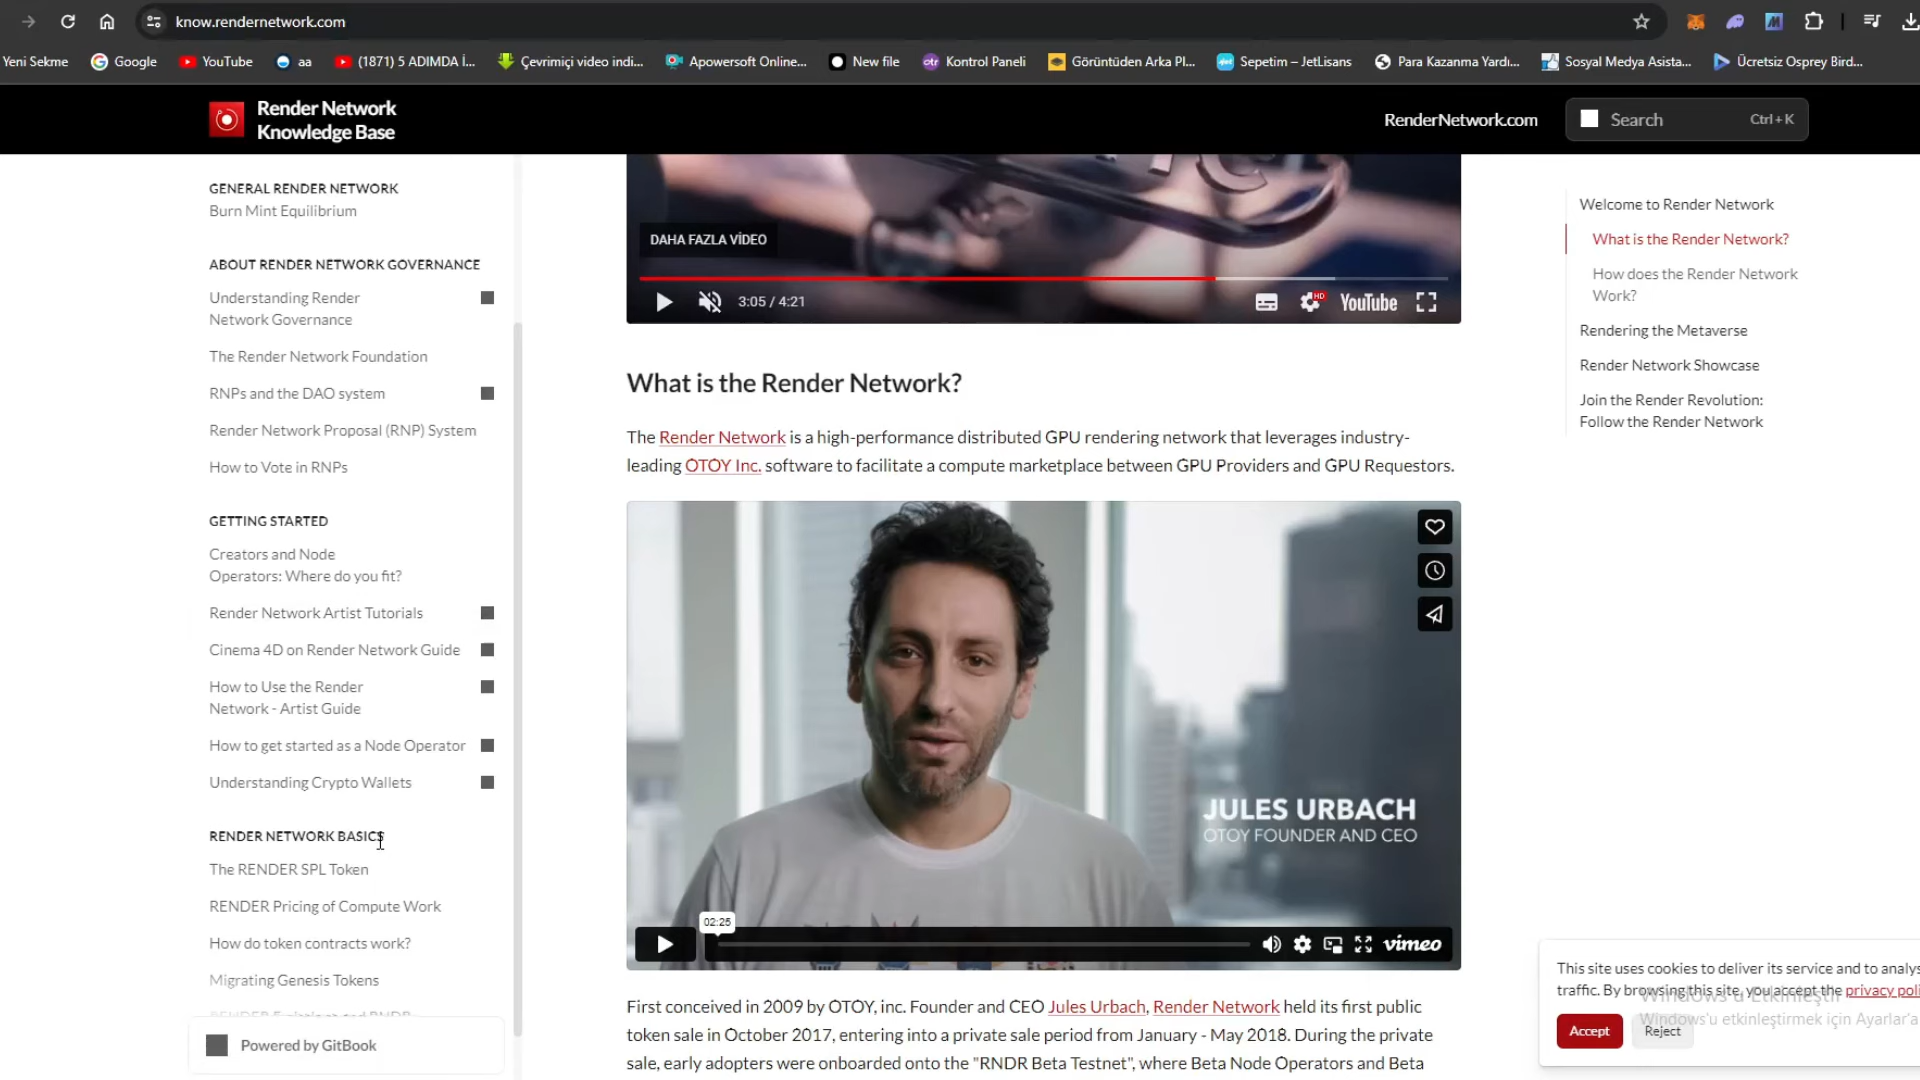 know.rendernetwork.com
Yeni Sekme
Google
YouTube
aa
(1871) 5 ADIMDA İ...
Çevrimiçi video indi...
Apowersoft Online...
New file
Kontrol Paneli
Görüntüden Arka Pl...
Sepetim – JetLisans
Para Kazanma Yardı...
Sosyal Medya Asista...
Ücretsiz Osprey Bird...
Render Network
Knowledge Base
RenderNetwork.com
Search
Ctrl + K
GENERAL RENDER NETWORK
Burn Mint Equilibrium
ABOUT RENDER NETWORK GOVERNANCE
Understanding Render
Network Governance
The Render Network Foundation
RNPs and the DAO system
Render Network Proposal (RNP) System
How to Vote in RNPs
GETTING STARTED
Creators and Node
Operators: Where do you fit?
Render Network Artist Tutorials
Cinema 4D on Render Network Guide
How to Use the Render
Network - Artist Guide
How to get started as a Node Operator
Understanding Crypto Wallets
RENDER NETWORK BASICS
The RENDER SPL Token
RENDER Pricing of Compute Work
How do token contracts work?
Migrating Genesis Tokens
Powered by GitBook
DAHA FAZLA VİDEO
3:05 / 4:21
HD
YouTube
What is the Render Network?
The Render Network is a high-performance distributed GPU rendering network that leverages industry-
leading OTOY Inc. software to facilitate a compute marketplace between GPU Providers and GPU Requestors.
JULES URBACH
OTOY FOUNDER AND CEO
02:25
vimeo
First conceived in 2009 by OTOY, inc. Founder and CEO Jules Urbach, Render Network held its first public
token sale in October 2017, entering into a private sale period from January - May 2018. During the private
sale, early adopters were onboarded onto the "RNDR Beta Testnet", where Beta Node Operators and Beta
Welcome to Render Network
What is the Render Network?
How does the Render Network
Work?
Rendering the Metaverse
Render Network Showcase
Join the Render Revolution:
Follow the Render Network
This site uses cookies to deliver its service and to analys
traffic. By browsing this site, you accept the privacy poli
Windows'u Etkinleştir
Windows'u etkinleştirmek için Ayarlar'a
Accept
Reject